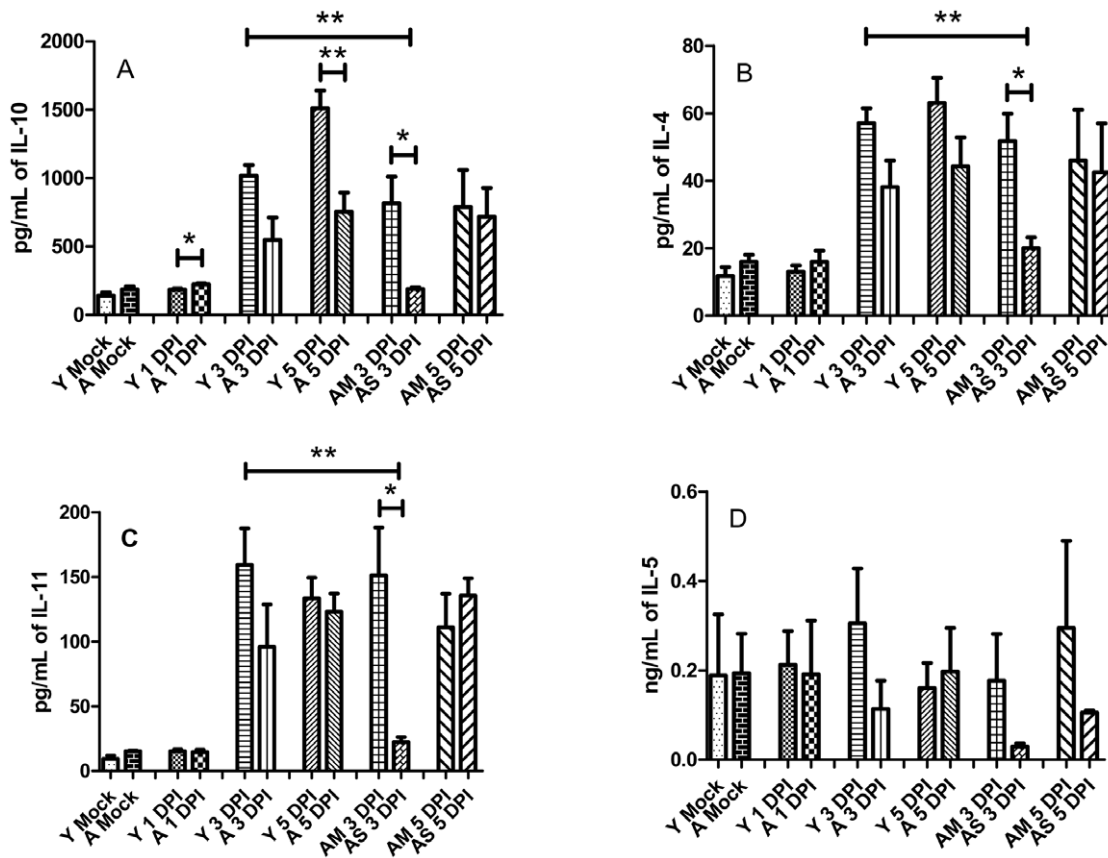 **
**
*
*
A
2000
1500
1000
500
0
pg/mL of IL-10
Y Mock
A Mock
Y 1 DPI
A 1 DPI
Y 3 DPI
A 3 DPI
Y 5 DPI
A 5 DPI
AM 3 DPI
AS 3 DPI
AM 5 DPI
AS 5 DPI
**
*
B
80
60
40
20
0
pg/mL of IL-4
Y Mock
A Mock
Y 1 DPI
A 1 DPI
Y 3 DPI
A 3 DPI
Y 5 DPI
A 5 DPI
AM 3 DPI
AS 3 DPI
AM 5 DPI
AS 5 DPI
**
*
C
200
150
100
50
0
pg/mL of IL-11
Y Mock
A Mock
Y 1 DPI
A 1 DPI
Y 3 DPI
A 3 DPI
Y 5 DPI
A 5 DPI
AM 3 DPI
AS 3 DPI
AM 5 DPI
AS 5 DPI
D
0.6
0.4
0.2
0.0
ng/mL of IL-5
Y Mock
A Mock
Y 1 DPI
A 1 DPI
Y 3 DPI
A 3 DPI
Y 5 DPI
A 5 DPI
AM 3 DPI
AS 3 DPI
AM 5 DPI
AS 5 DPI